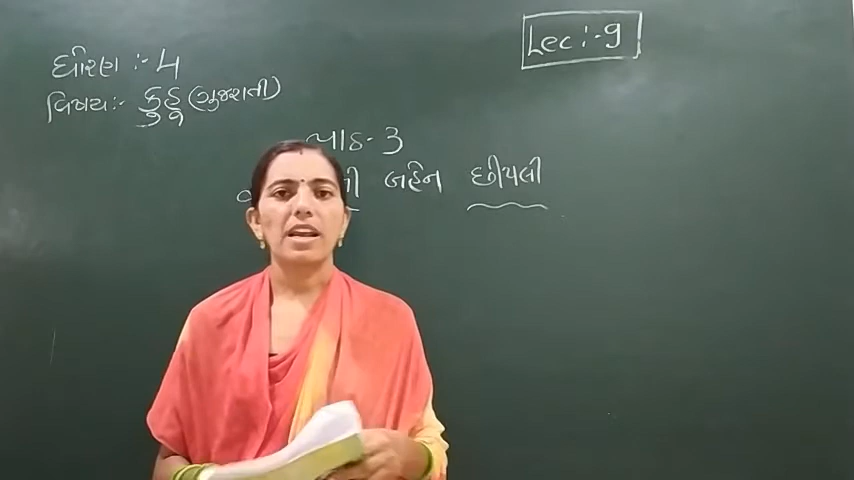 Lec :- 9
ધોરણ :- 4
વિષય :- કુહૂ (ગુજરાતી)
પાઠ - 3
બહેન છીપલી